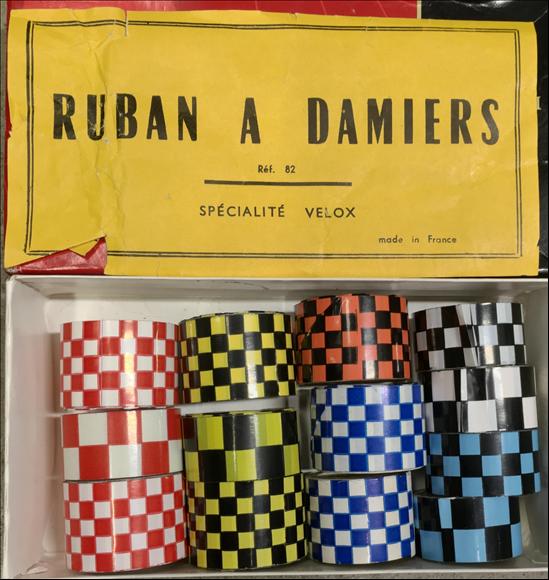 RUBAN A DAMIERS
Réf. 82
SPÉCIALITÉ VELOX
made in France